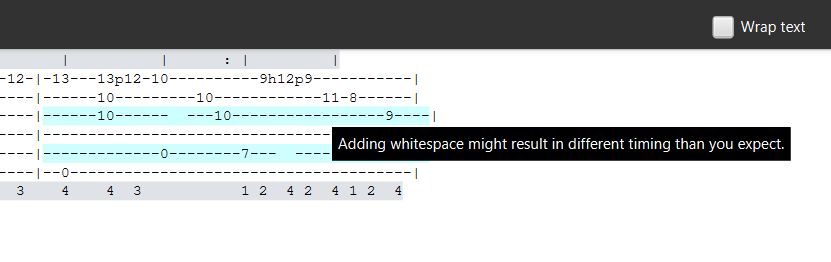 Wrap text
|          |      : |         |
-12-|-13---13p12-10----------9h12p9-----------|
----|------10---------10------------11-8------|
----|------10------  ---10-----------------9----|
----|--------------------------------
Adding whitespace might result in different timing than you expect.
----|-------------0--------7---  ----
----|--0--------------------------------------|
3    4    4  3           1 2  4 2  4 1 2  4